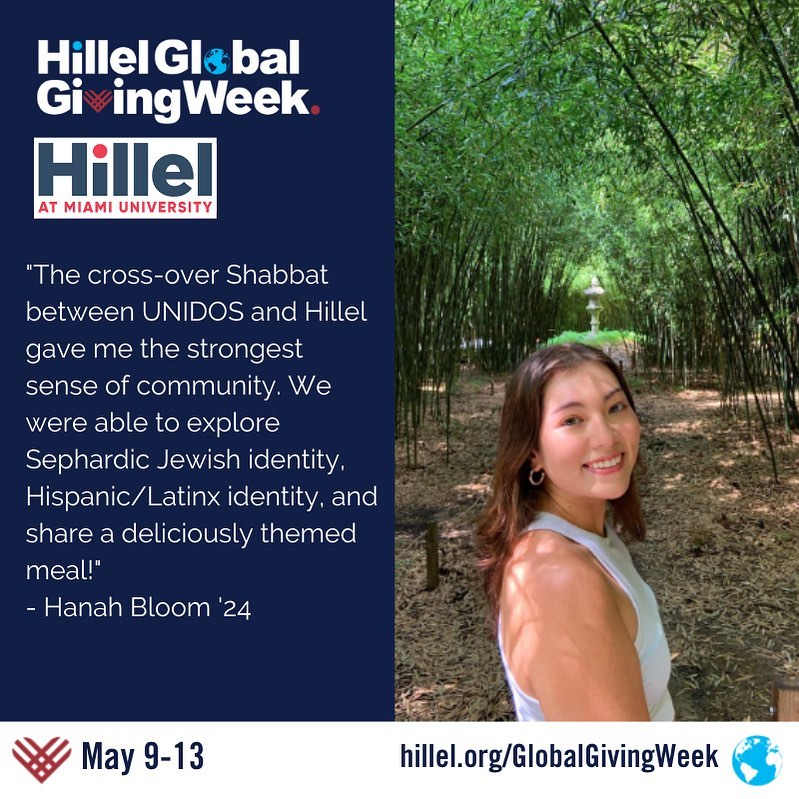 Hillel Global
Giving Week.
Hillel
AT MIAMI UNIVERSITY
"The cross-over Shabbat
between UNIDOS and Hillel
gave me the strongest
sense of community. We
were able to explore
Sephardic Jewish identity,
Hispanic/Latinx identity, and
share a deliciously themed
meal!"
- Hanah Bloom '24
May 9-13
hillel.org/GlobalGivingWeek